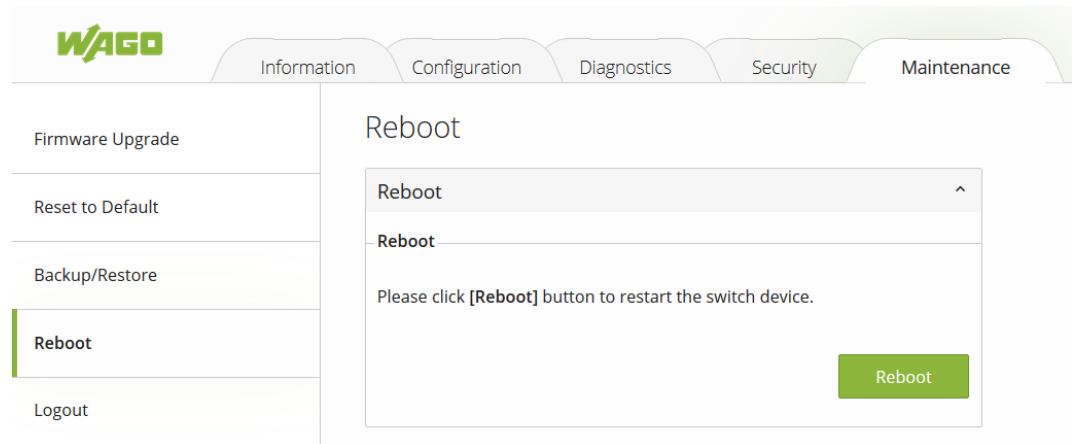 WAGO
Information Configuration Diagnostics Security Maintenance
Firmware Upgrade
Reset to Default
Backup/Restore
Reboot
Logout
Reboot
Reboot
Reboot
Please click [Reboot] button to restart the switch device.
Reboot